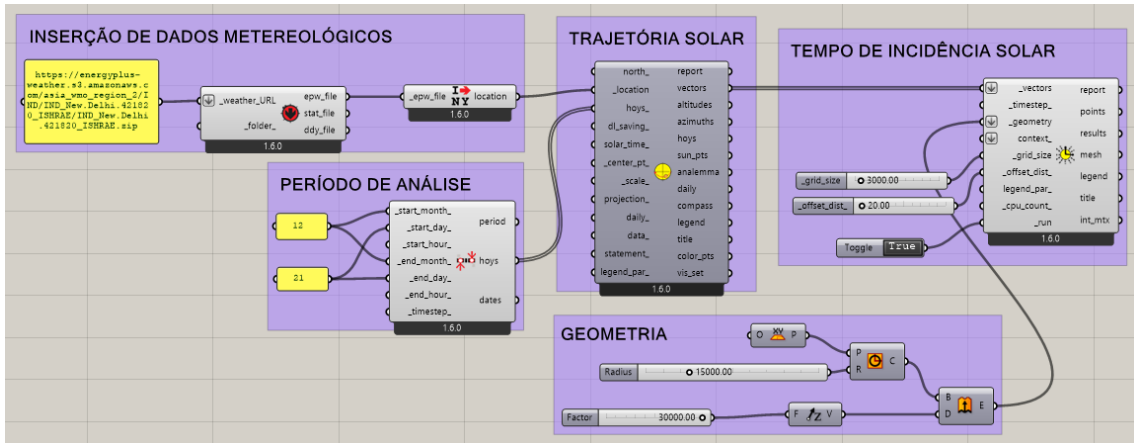 INSERÇÃO DE DADOS METEREOLÓGICOS
https://energyplus-
weather.s3.amazonaws.c
om/asia_wmo_region_2/I
ND/IND_New.Delhi.42182
0_ISHRAE/IND_New.Delhi
.421820_ISHRAE.zip
_weather_URL
_folder_
epw_file
stat_file
ddy_file
1.6.0
_epw_file
I
NY
location
1.6.0
PERÍODO DE ANÁLISE
12
21
_start_month_
_start_day_
_start_hour_
_end_month_
_end_day_
_end_hour_
_timestep_
period
hoys
dates
1.6.0
TRAJETÓRIA SOLAR
north_
_location
hoys_
dl_saving_
solar_time_
_center_pt_
_scale_
projection_
daily_
data_
statement_
legend_par_
report
vectors
altitudes
azimuths
hoys
sun_pts
analemma
daily
compass
legend
title
color_pts
vis_set
1.6.0
TEMPO DE INCIDÊNCIA SOLAR
_grid_size
3000.00
_offset_dist_
20.00
Toggle
True
_vectors
_timestep_
_geometry
context_
_grid_size
_offset_dist_
legend_par_
_cpu_count_
_run
report
points
results
mesh
legend
title
int_mtx
1.6.0
GEOMETRIA
O
XY
P
Radius
15000.00
P
R
C
Factor
30000.00
F
Z
V
B
D
E